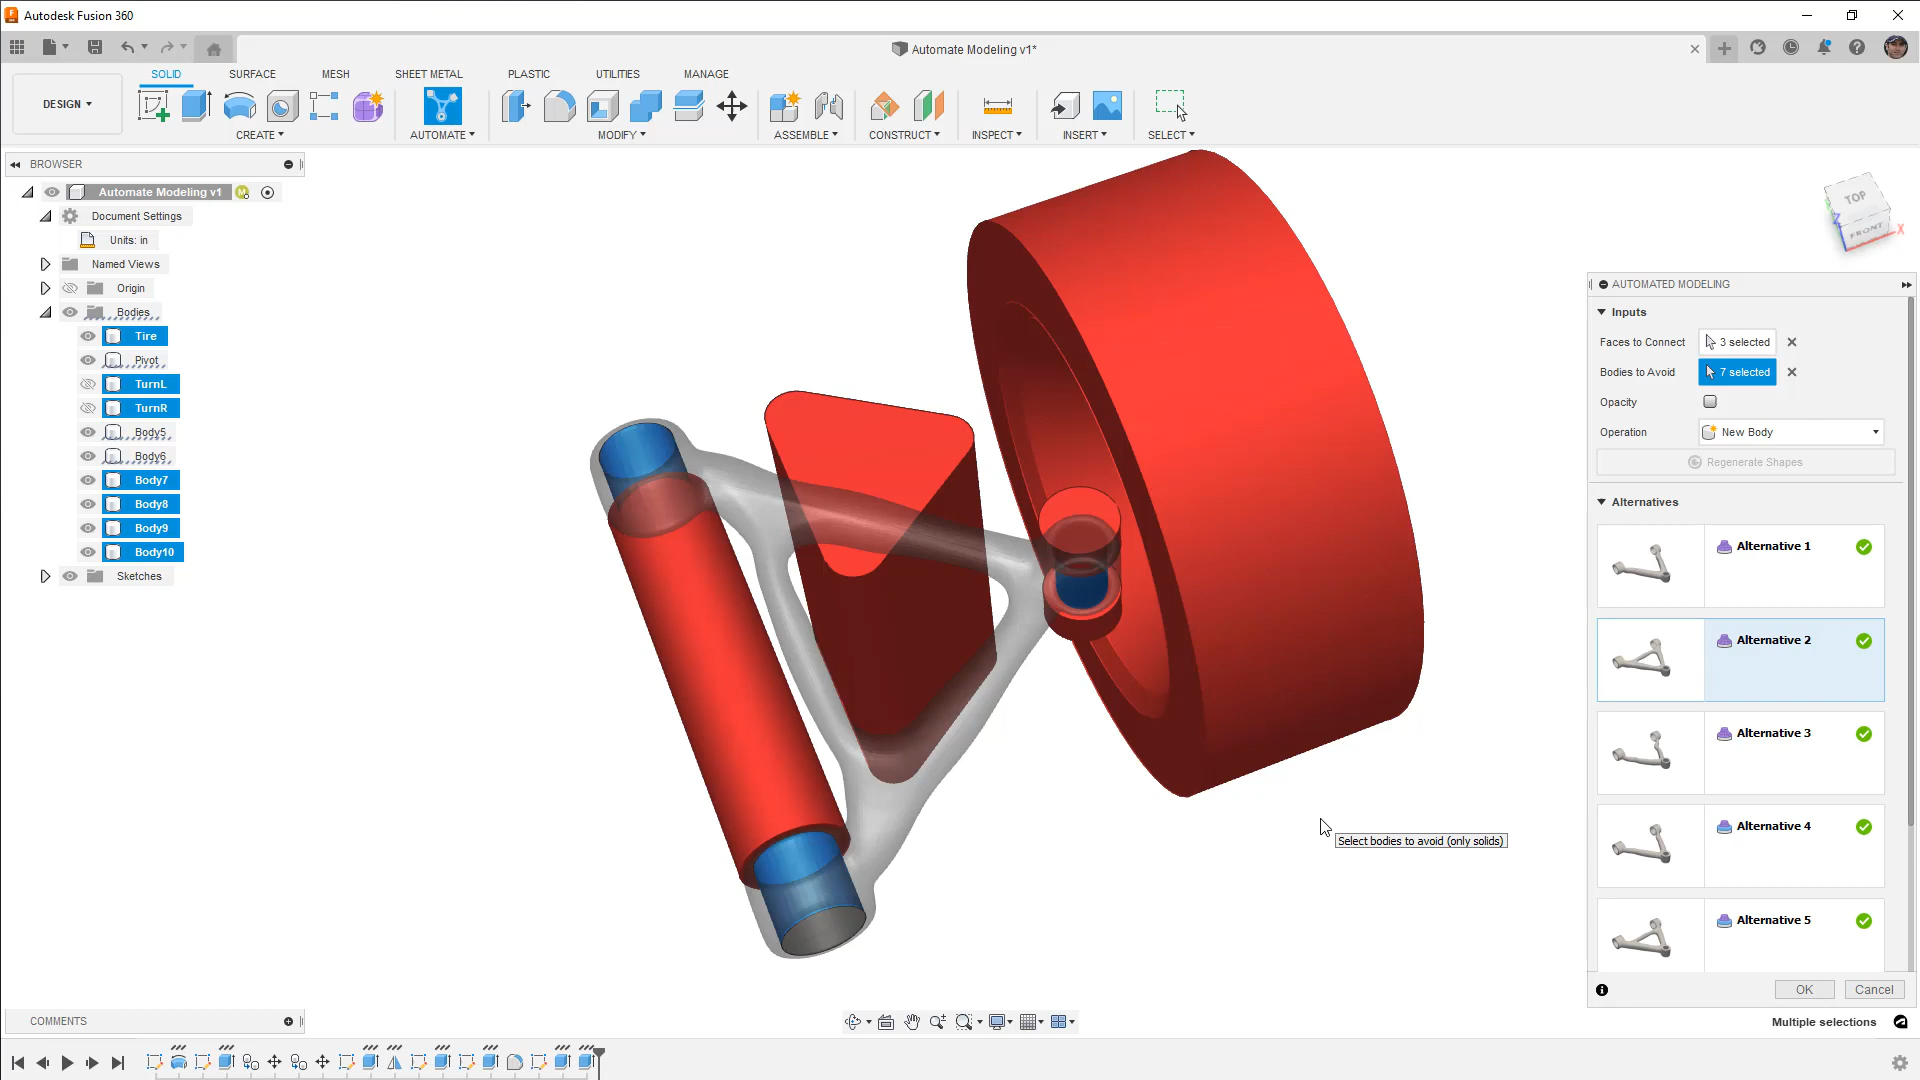 Autodesk Fusion 360
Automate Modeling v1*
DESIGN
SOLID
SURFACE
MESH
SHEET METAL
PLASTIC
UTILITIES
MANAGE
CREATE
AUTOMATE
MODIFY
ASSEMBLE
CONSTRUCT
INSPECT
INSERT
SELECT
BROWSER
Automate Modeling v1
Document Settings
Units: in
Named Views
Origin
Bodies
Tire
Pivot
TurnL
TurnR
Body5
Body6
Body7
Body8
Body9
Body10
Sketches
TOP
FRONT
Z
X
AUTOMATED MODELING
Inputs
Faces to Connect 3 selected
Bodies to Avoid 7 selected
Opacity
Operation New Body
Regenerate Shapes
Alternatives
Alternative 1
Alternative 2
Alternative 3
Alternative 4
Alternative 5
OK Cancel
Select bodies to avoid (only solids)
COMMENTS
Multiple selections